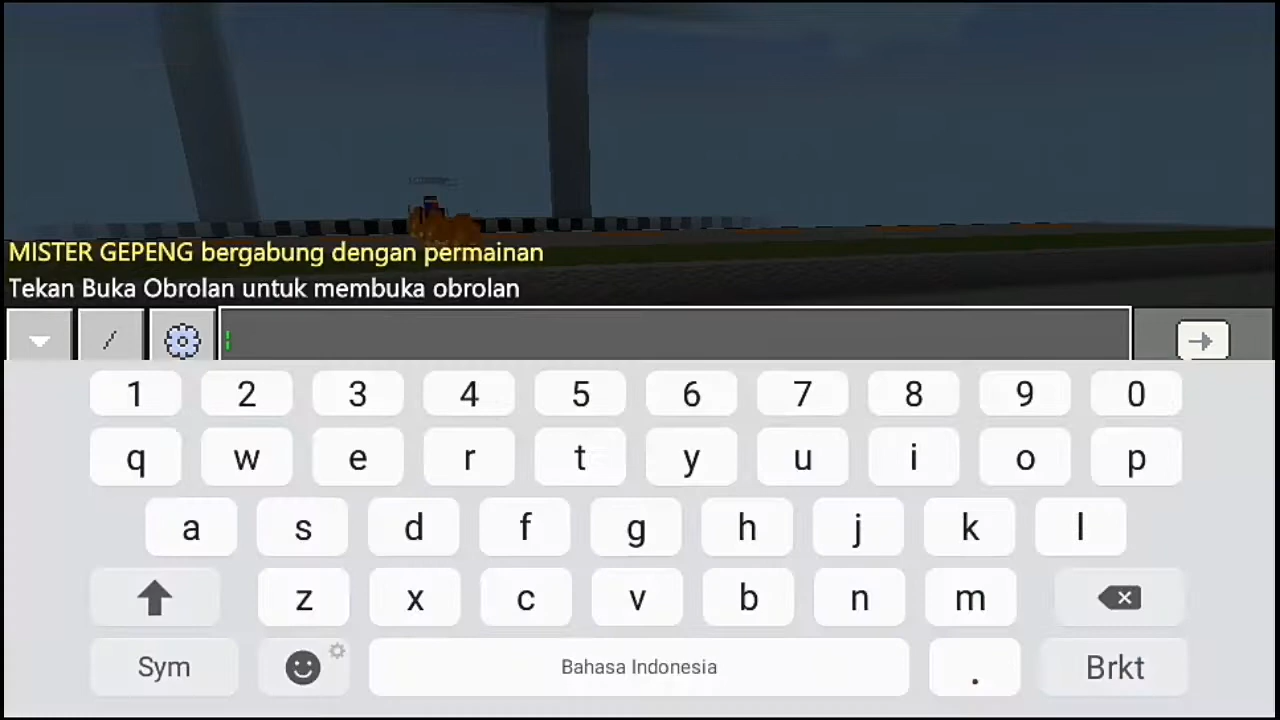 MISTER GEPENG bergabung dengan permainan
Tekan Buka Obrolan untuk membuka obrolan
/
1 2 3 4 5 6 7 8 9 0
q w e r t y u i o p
a s d f g h j k l
z x c v b n m
Sym Bahasa Indonesia . Brkt